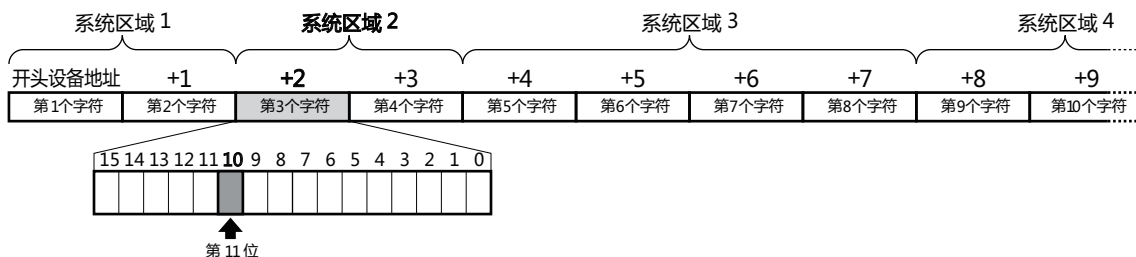 系统区域 1 系统区域 2 系统区域 3 系统区域 4
开头设备地址 +1 +2 +3 +4 +5 +6 +7 +8 +9
第1个字符 第2个字符 第3个字符 第4个字符 第5个字符 第6个字符 第7个字符 第8个字符 第9个字符 第10个字符
15 14 13 12 11 10 9 8 7 6 5 4 3 2 1 0
第 11 位